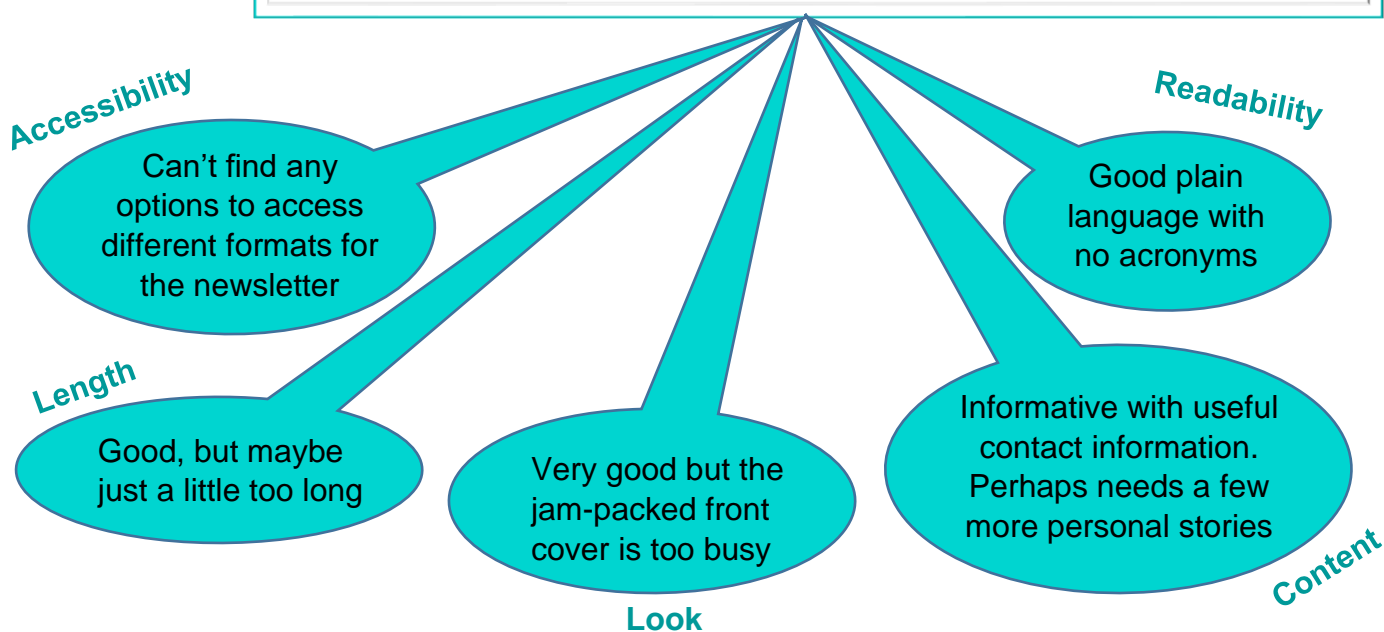 Accessibility
Can’t find any
options to access
different formats for
the newsletter
Readability
Good plain
language with
no acronyms
Length
Good, but maybe
just a little too long
Very good but the
jam-packed front
cover is too busy
Look
Informative with useful
contact information.
Perhaps needs a few
more personal stories
Content